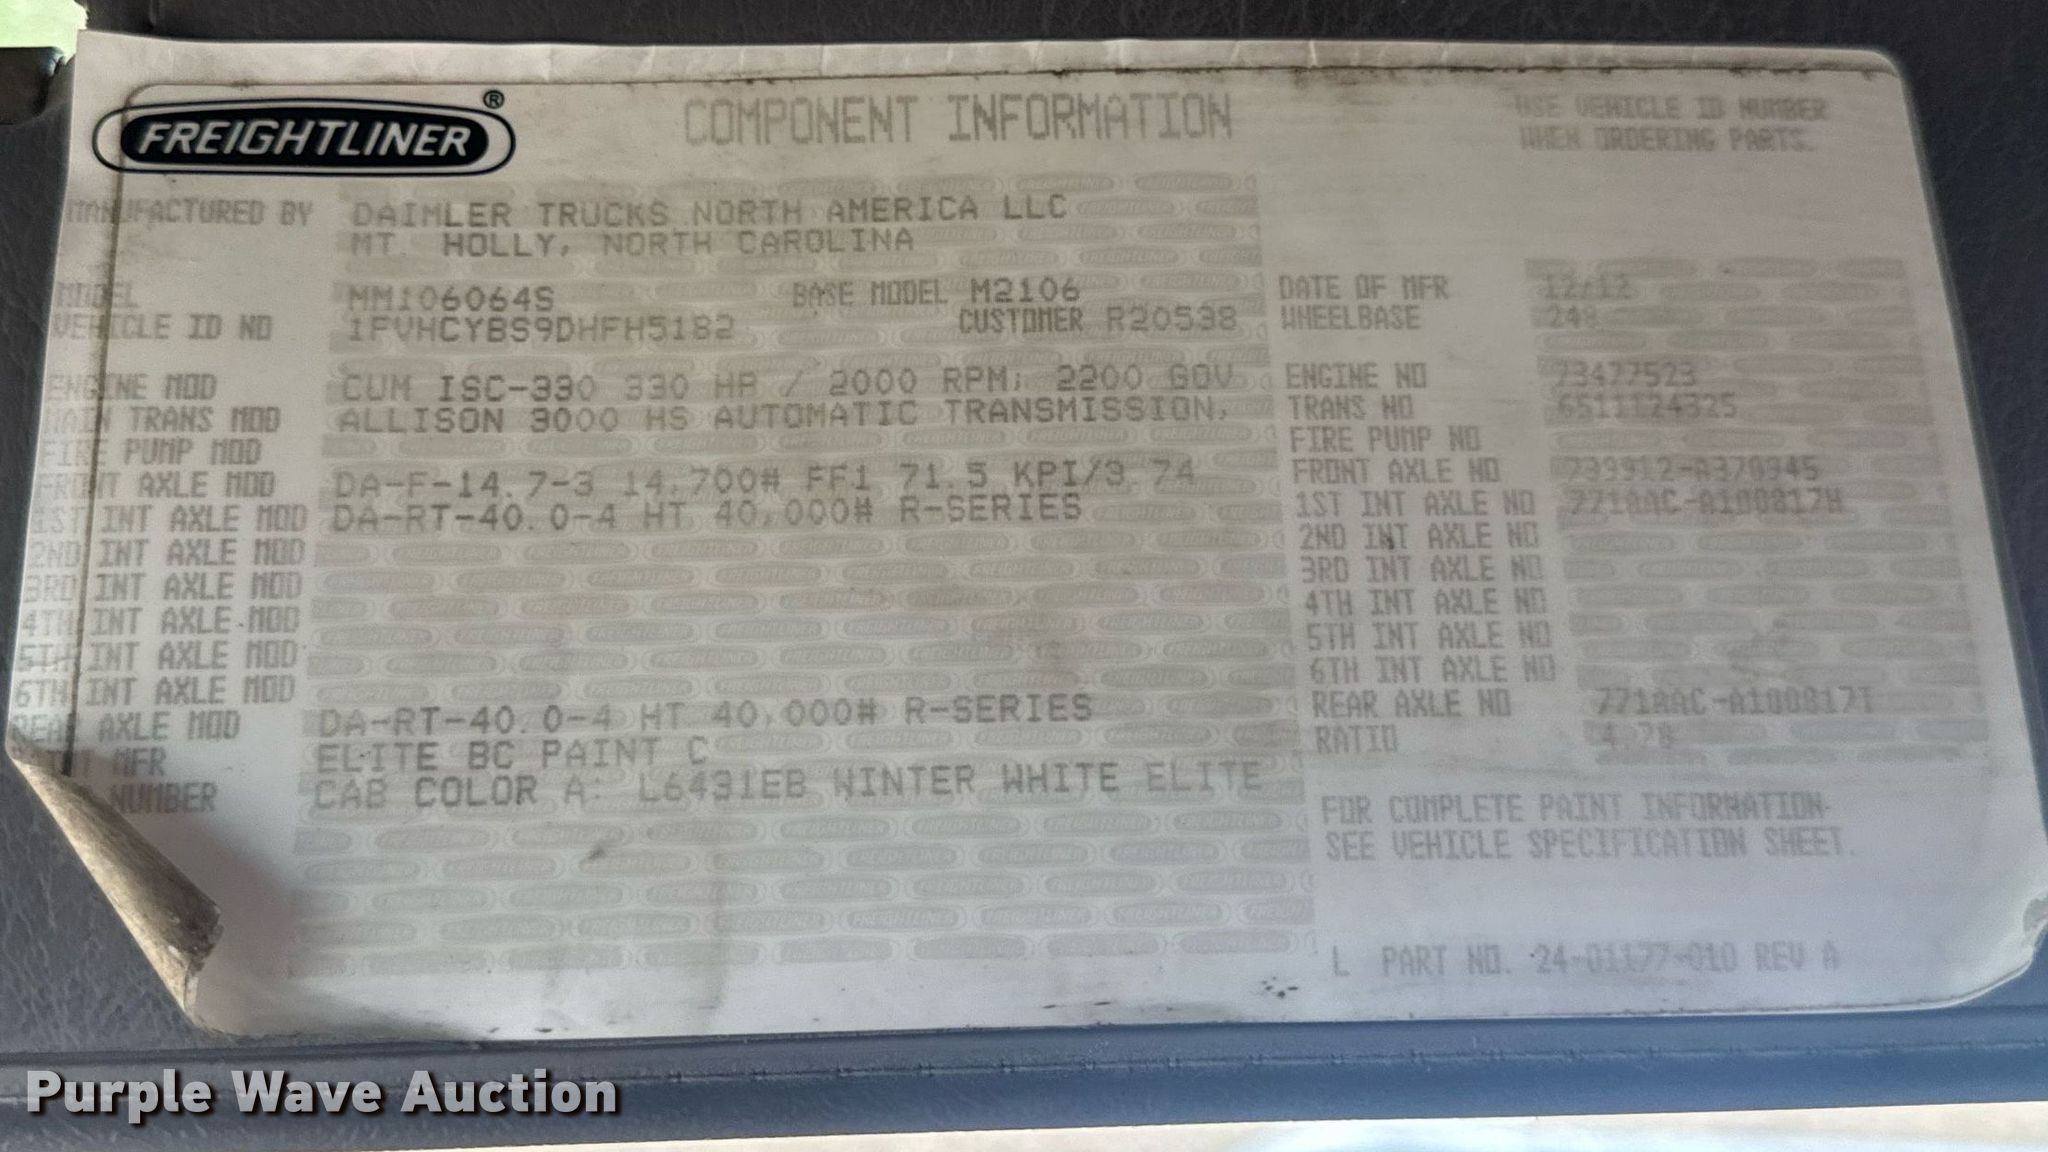 FREIGHTLINER ®
COMPONENT INFORMATION
USE VEHICLE ID NUMBER
WHEN ORDERING PARTS.
MANUFACTURED BY DAIMLER TRUCKS NORTH AMERICA LLC
MT. HOLLY, NORTH CAROLINA
MODEL MM106064S BASE MODEL M2106 DATE OF MFR 12/12
VEHICLE ID NO 1FVHCYBS9DHFH5182 CUSTOMER R20538 WHEELBASE 248
ENGINE MOD CUM ISC-330 330 HP / 2000 RPM; 2200 GOV ENGINE NO 73477523
MAIN TRANS MOD ALLISON 3000 HS AUTOMATIC TRANSMISSION, TRANS NO 6511124325
FIRE PUMP MOD FIRE PUMP NO
FRONT AXLE MOD DA-F-14.7-3 14,700# FF1 71.5 KPI/3.74 FRONT AXLE NO 739912-A370945
1ST INT AXLE MOD DA-RT-40.0-4 HT 40,000# R-SERIES 1ST INT AXLE NO 771AAC-A100817H
2ND INT AXLE MOD 2ND INT AXLE NO
3RD INT AXLE MOD 3RD INT AXLE NO
4TH INT AXLE MOD 4TH INT AXLE NO
5TH INT AXLE MOD 5TH INT AXLE NO
6TH INT AXLE MOD 6TH INT AXLE NO
REAR AXLE MOD DA-RT-40.0-4 HT 40,000# R-SERIES REAR AXLE NO 771AAC-A100817T
MFR ELITE BC PAINT C RATIO 4.78
NUMBER CAB COLOR A: L6431EB WINTER WHITE ELITE
FOR COMPLETE PAINT INFORMATION
SEE VEHICLE SPECIFICATION SHEET.
L PART NO. 24-01177-010 REV A
Purple Wave Auction